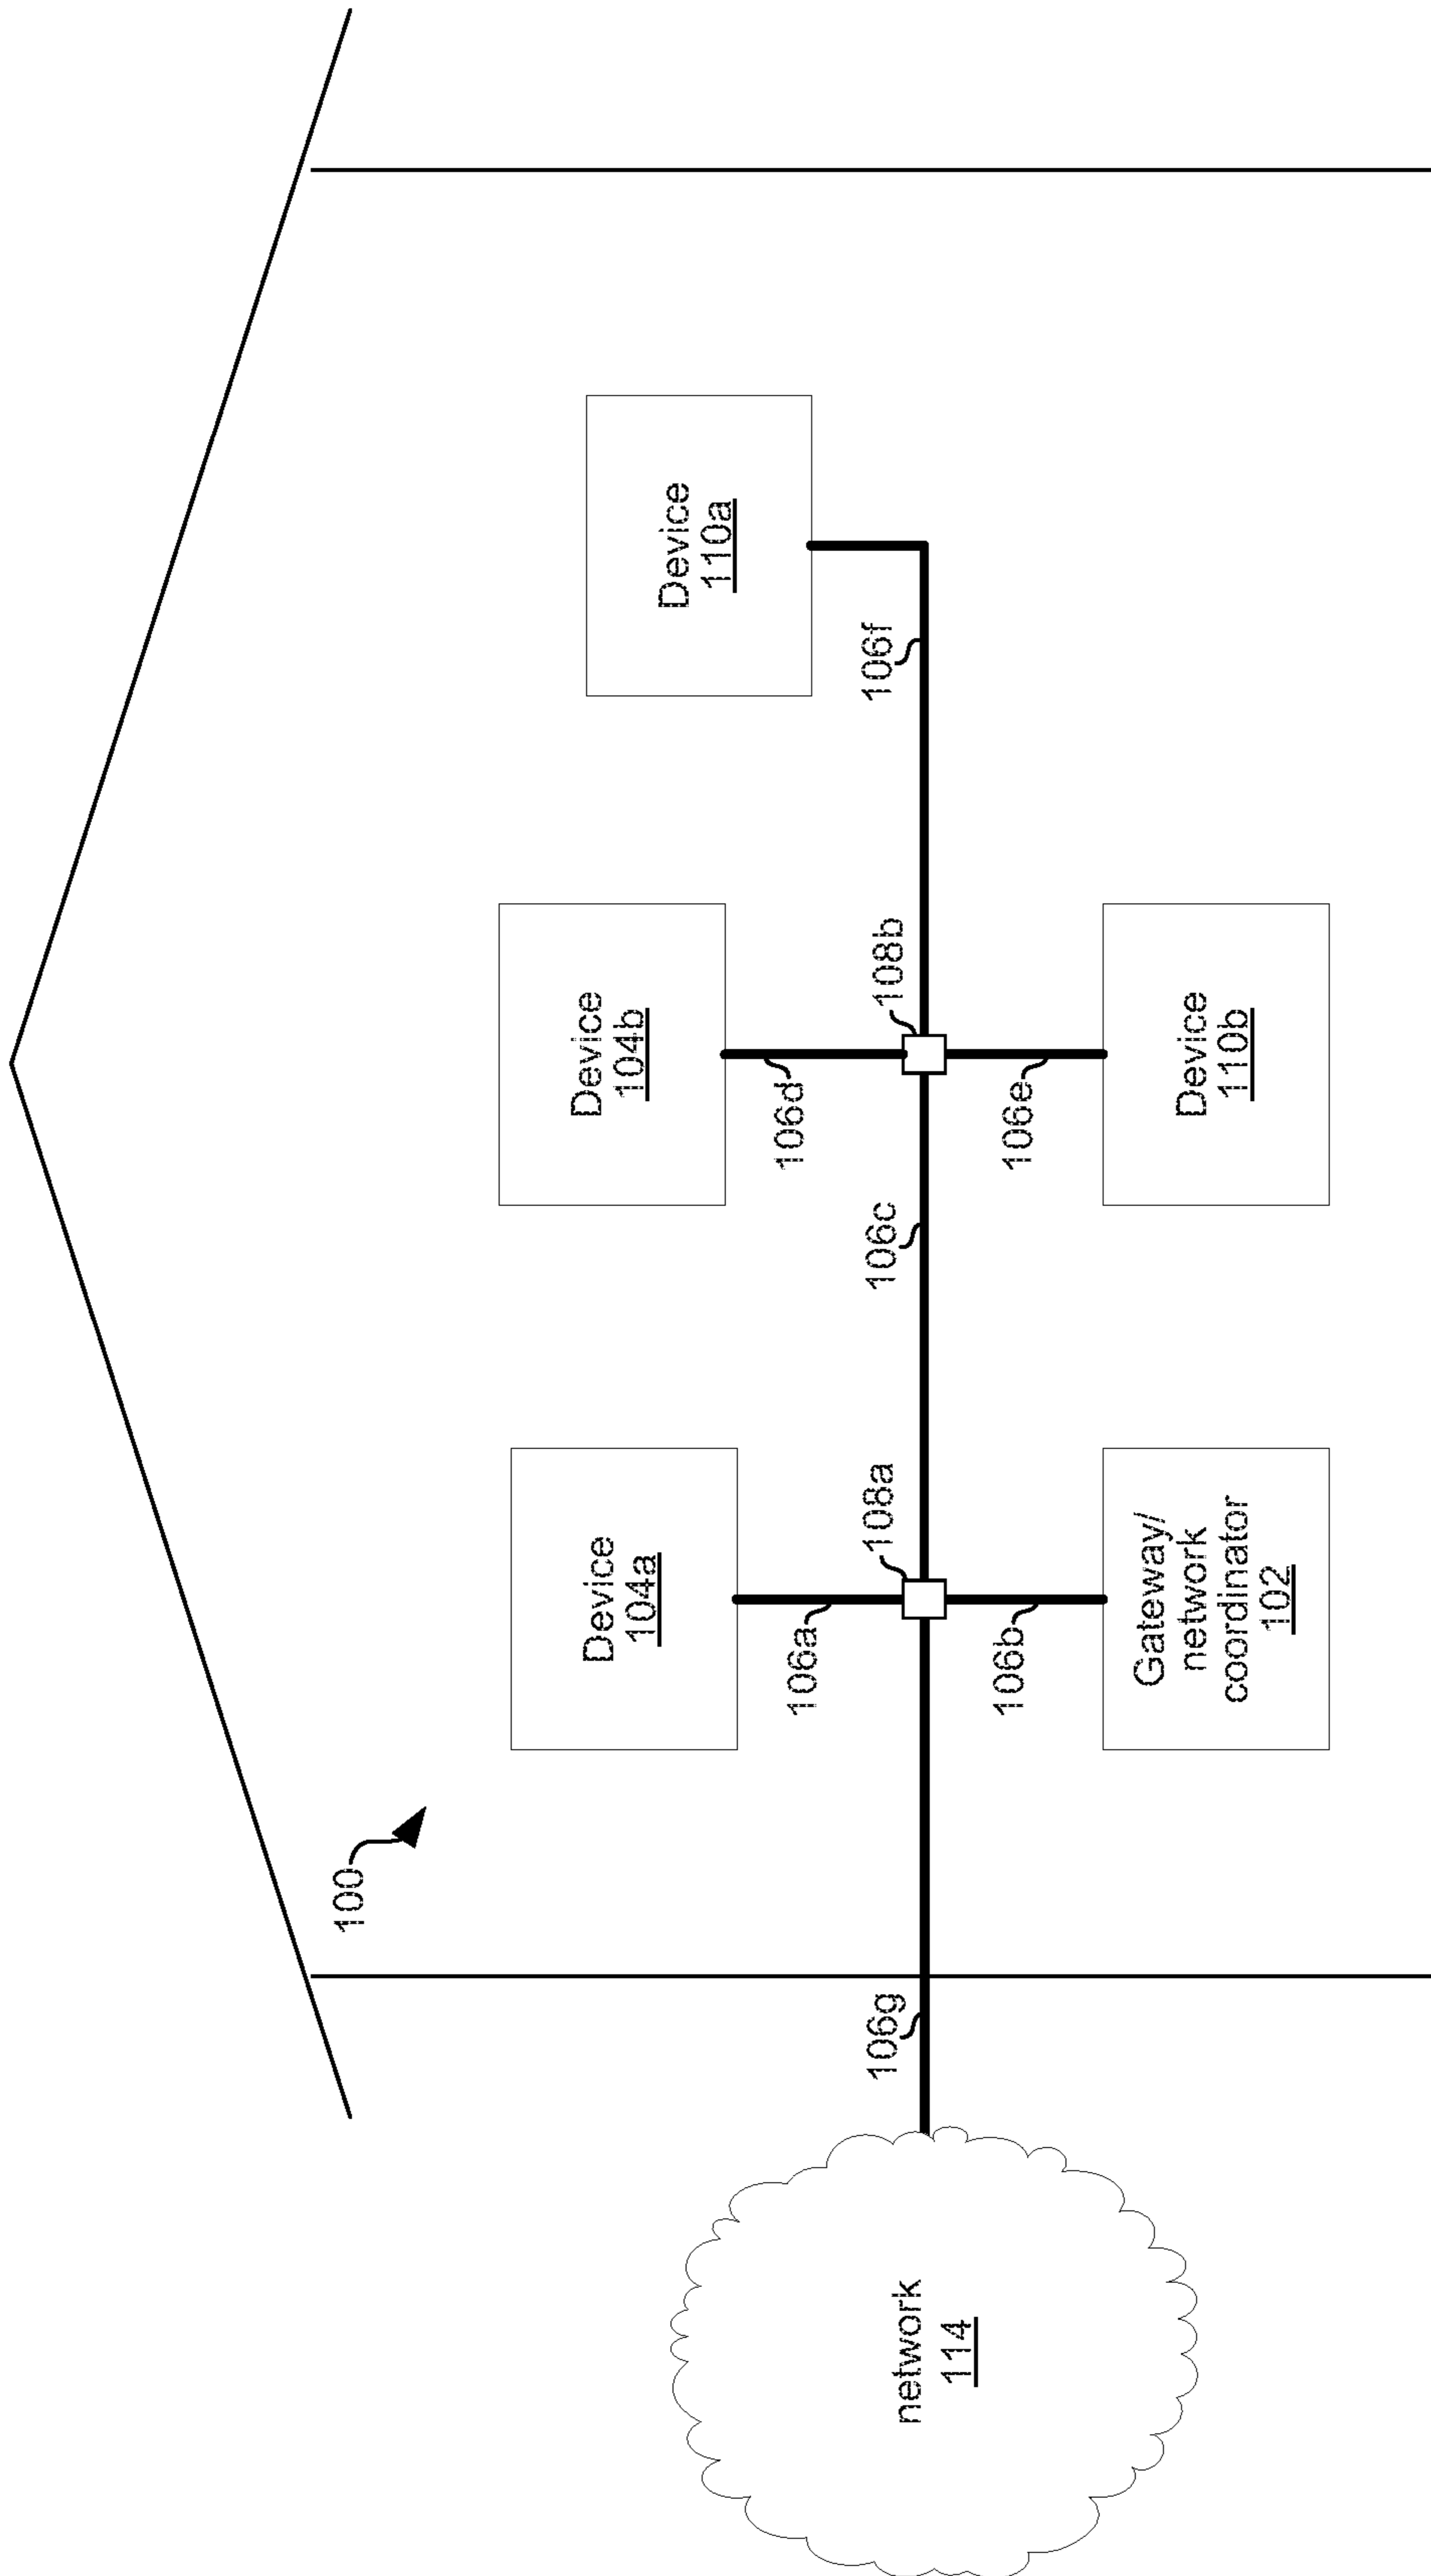 100
Device
104a
Device
104b
Device
110a
106a
106d
108a
108b
106f
106g
106c
106b
106e
network
114
Gateway/
network
coordinator
102
Device
110b